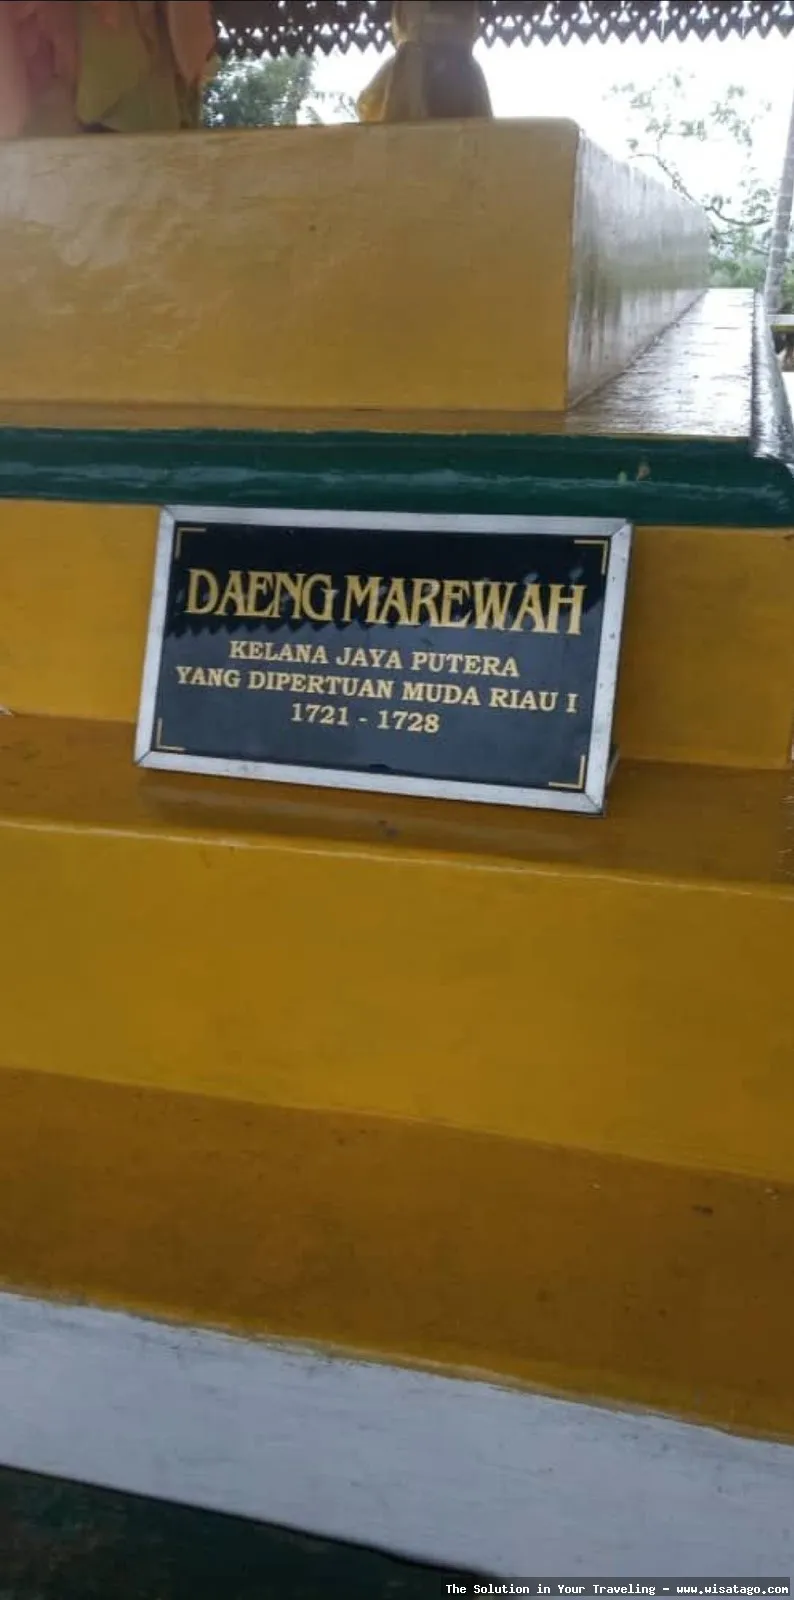 DAENG MAREWAH
KELANA JAYA PUTERA
YANG DIPERTUAN MUDA RIAU I
1721 - 1728
The Solution in Your Traveling - www.wisatago.com